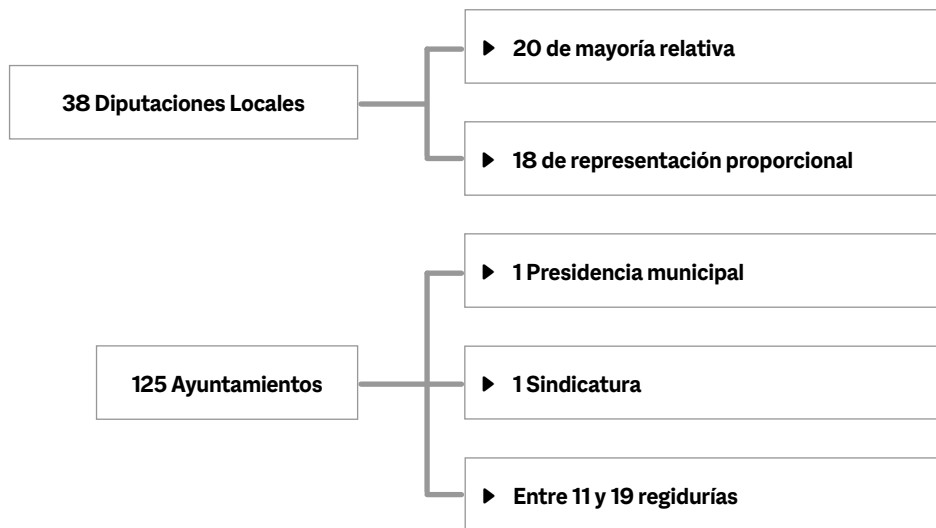 38 Diputaciones Locales
▶ 20 de mayoría relativa
▶ 18 de representación proporcional
125 Ayuntamientos
▶ 1 Presidencia municipal
▶ 1 Sindicatura
▶ Entre 11 y 19 regidurías